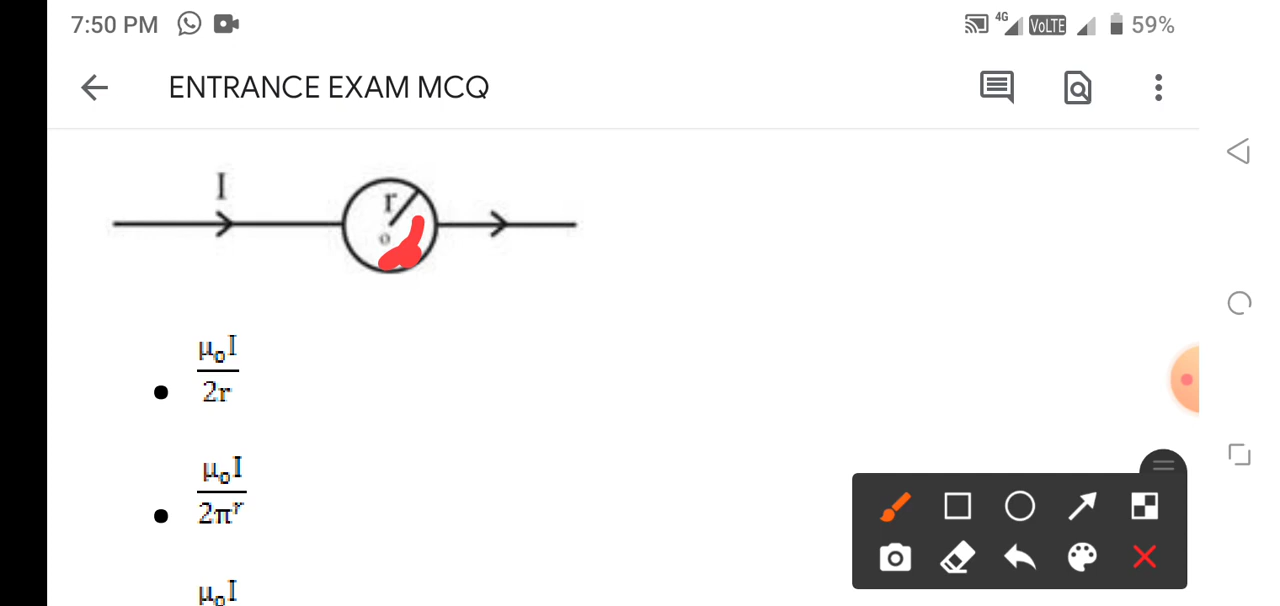 7:50 PM
4G VoLTE 59%
ENTRANCE EXAM MCQ
I
r
o
• μ₀I
2r
• μ₀I
2πʳ
μ₀I